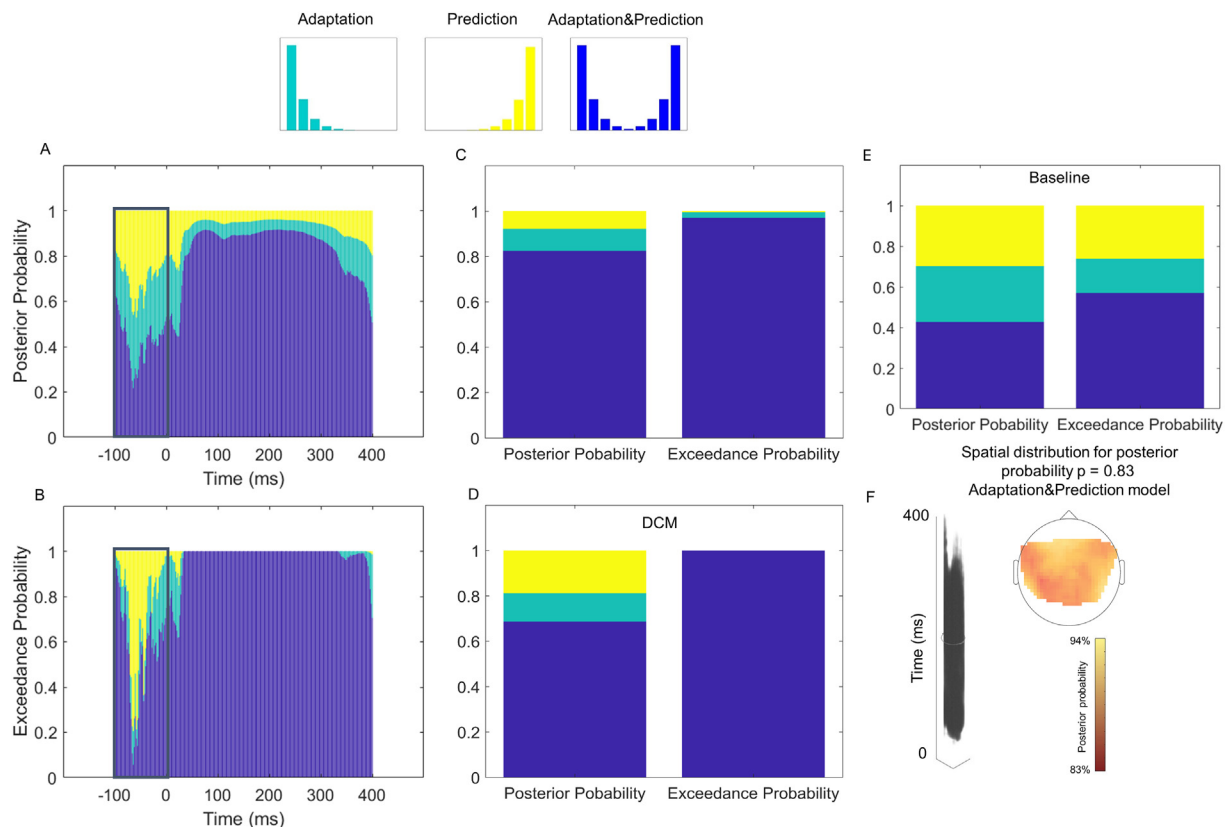 Adaptation
Prediction
Adaptation&Prediction
A
1
0.8
0.6
0.4
0.2
0
Posterior Probability
-100 0 100 200 300 400
Time (ms)
B
1
0.8
0.6
0.4
0.2
0
Exceedance Probability
-100 0 100 200 300 400
Time (ms)
C
1
0.8
0.6
0.4
0.2
0
Posterior Pobability Exceedance Probability
D
DCM
1
0.8
0.6
0.4
0.2
0
Posterior Pobability Exceedance Probability
E
Baseline
1
0.8
0.6
0.4
0.2
0
Posterior Pobability Exceedance Probability
Spatial distribution for posterior
probability p = 0.83
Adaptation&Prediction model
F
400
Time (ms)
0
94%
Posterior probability
83%